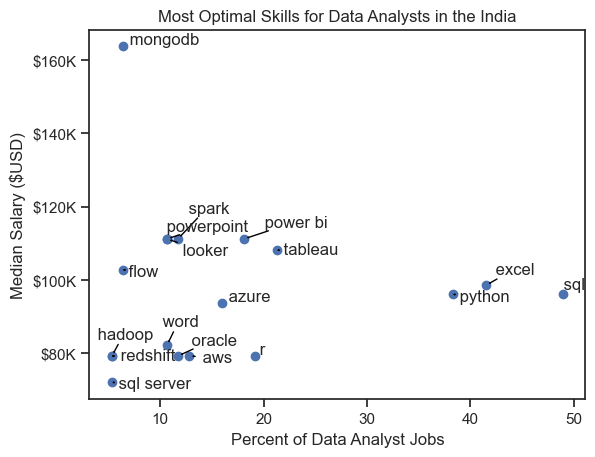 Most Optimal Skills for Data Analysts in the India
mongodb
$160K
$140K
$120K
$100K
$80K
Median Salary ($USD)
spark
powerpoint
power bi
looker
tableau
flow
excel
sql
azure
python
word
hadoop
oracle
r
redshift
aws
sql server
10
20
30
40
50
Percent of Data Analyst Jobs